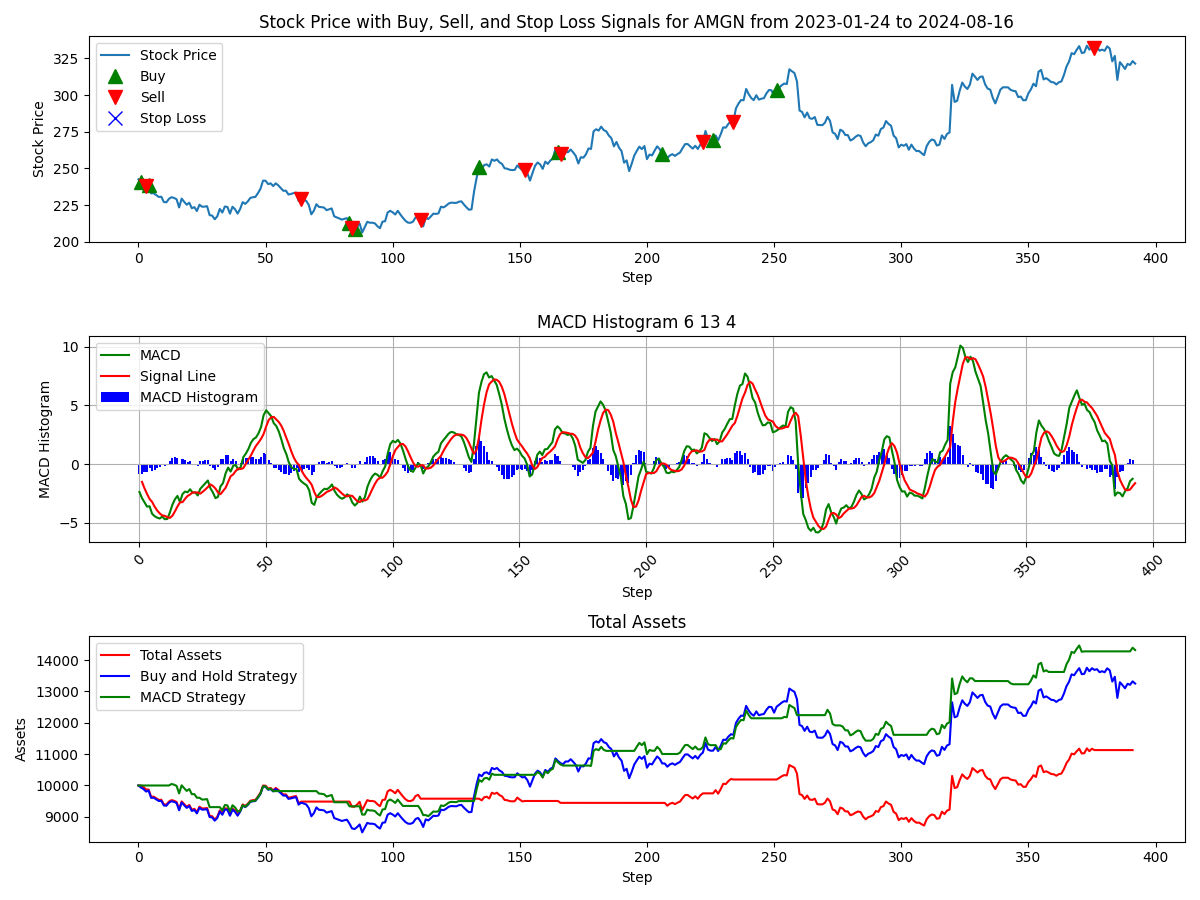 Stock Price with Buy, Sell, and Stop Loss Signals for AMGN from 2023-01-24 to 2024-08-16
Stock Price
Buy
Sell
Stop Loss
Stock Price
325
300
275
250
225
200
0 50 100 150 200 250 300 350 400
Step
MACD Histogram 6 13 4
MACD
Signal Line
MACD Histogram
MACD Histogram
10
5
0
−5
0 50 100 150 200 250 300 350 400
Step
Total Assets
Total Assets
Buy and Hold Strategy
MACD Strategy
Assets
14000
13000
12000
11000
10000
9000
0 50 100 150 200 250 300 350 400
Step